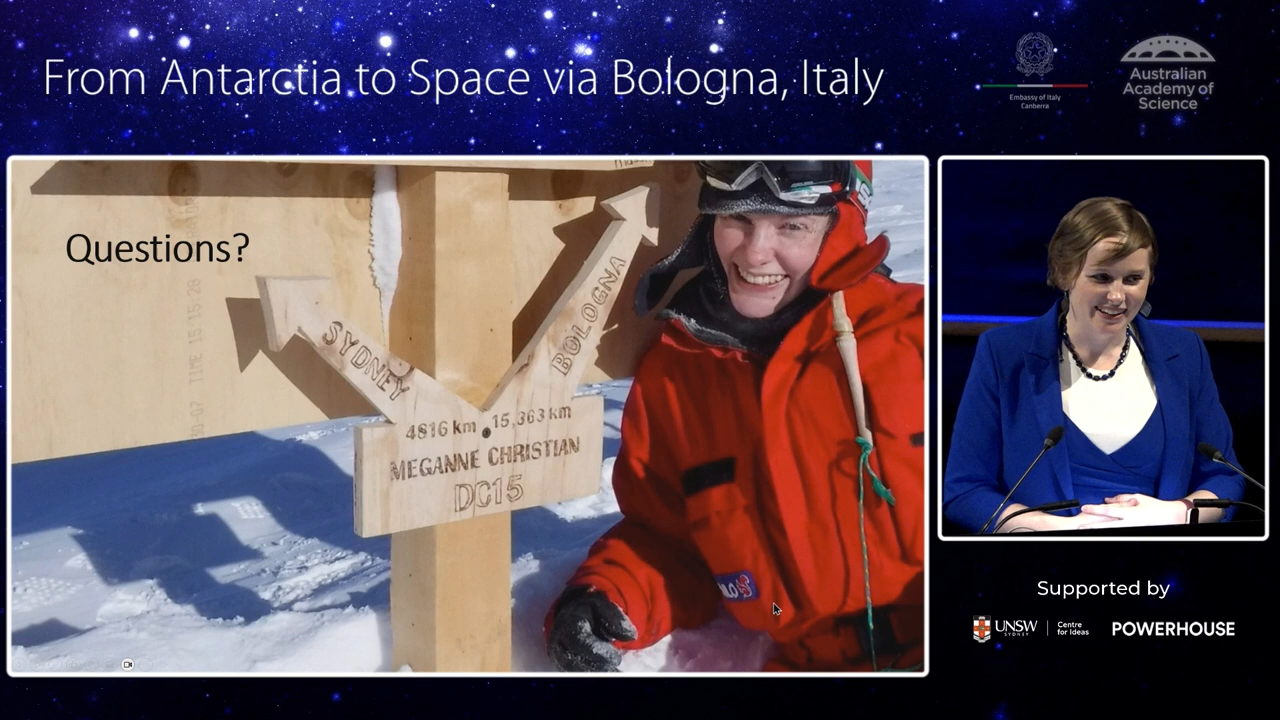 From Antarctia to Space via Bologna, Italy
Embassy of Italy
Canberra
Australian
Academy of
Science
Questions?
SYDNEY
BOLOGNA
4816 km 15,363 km
MEGANNE CHRISTIAN
DC15
Supported by
UNSW
SYDNEY
Centre
for Ideas
POWERHOUSE